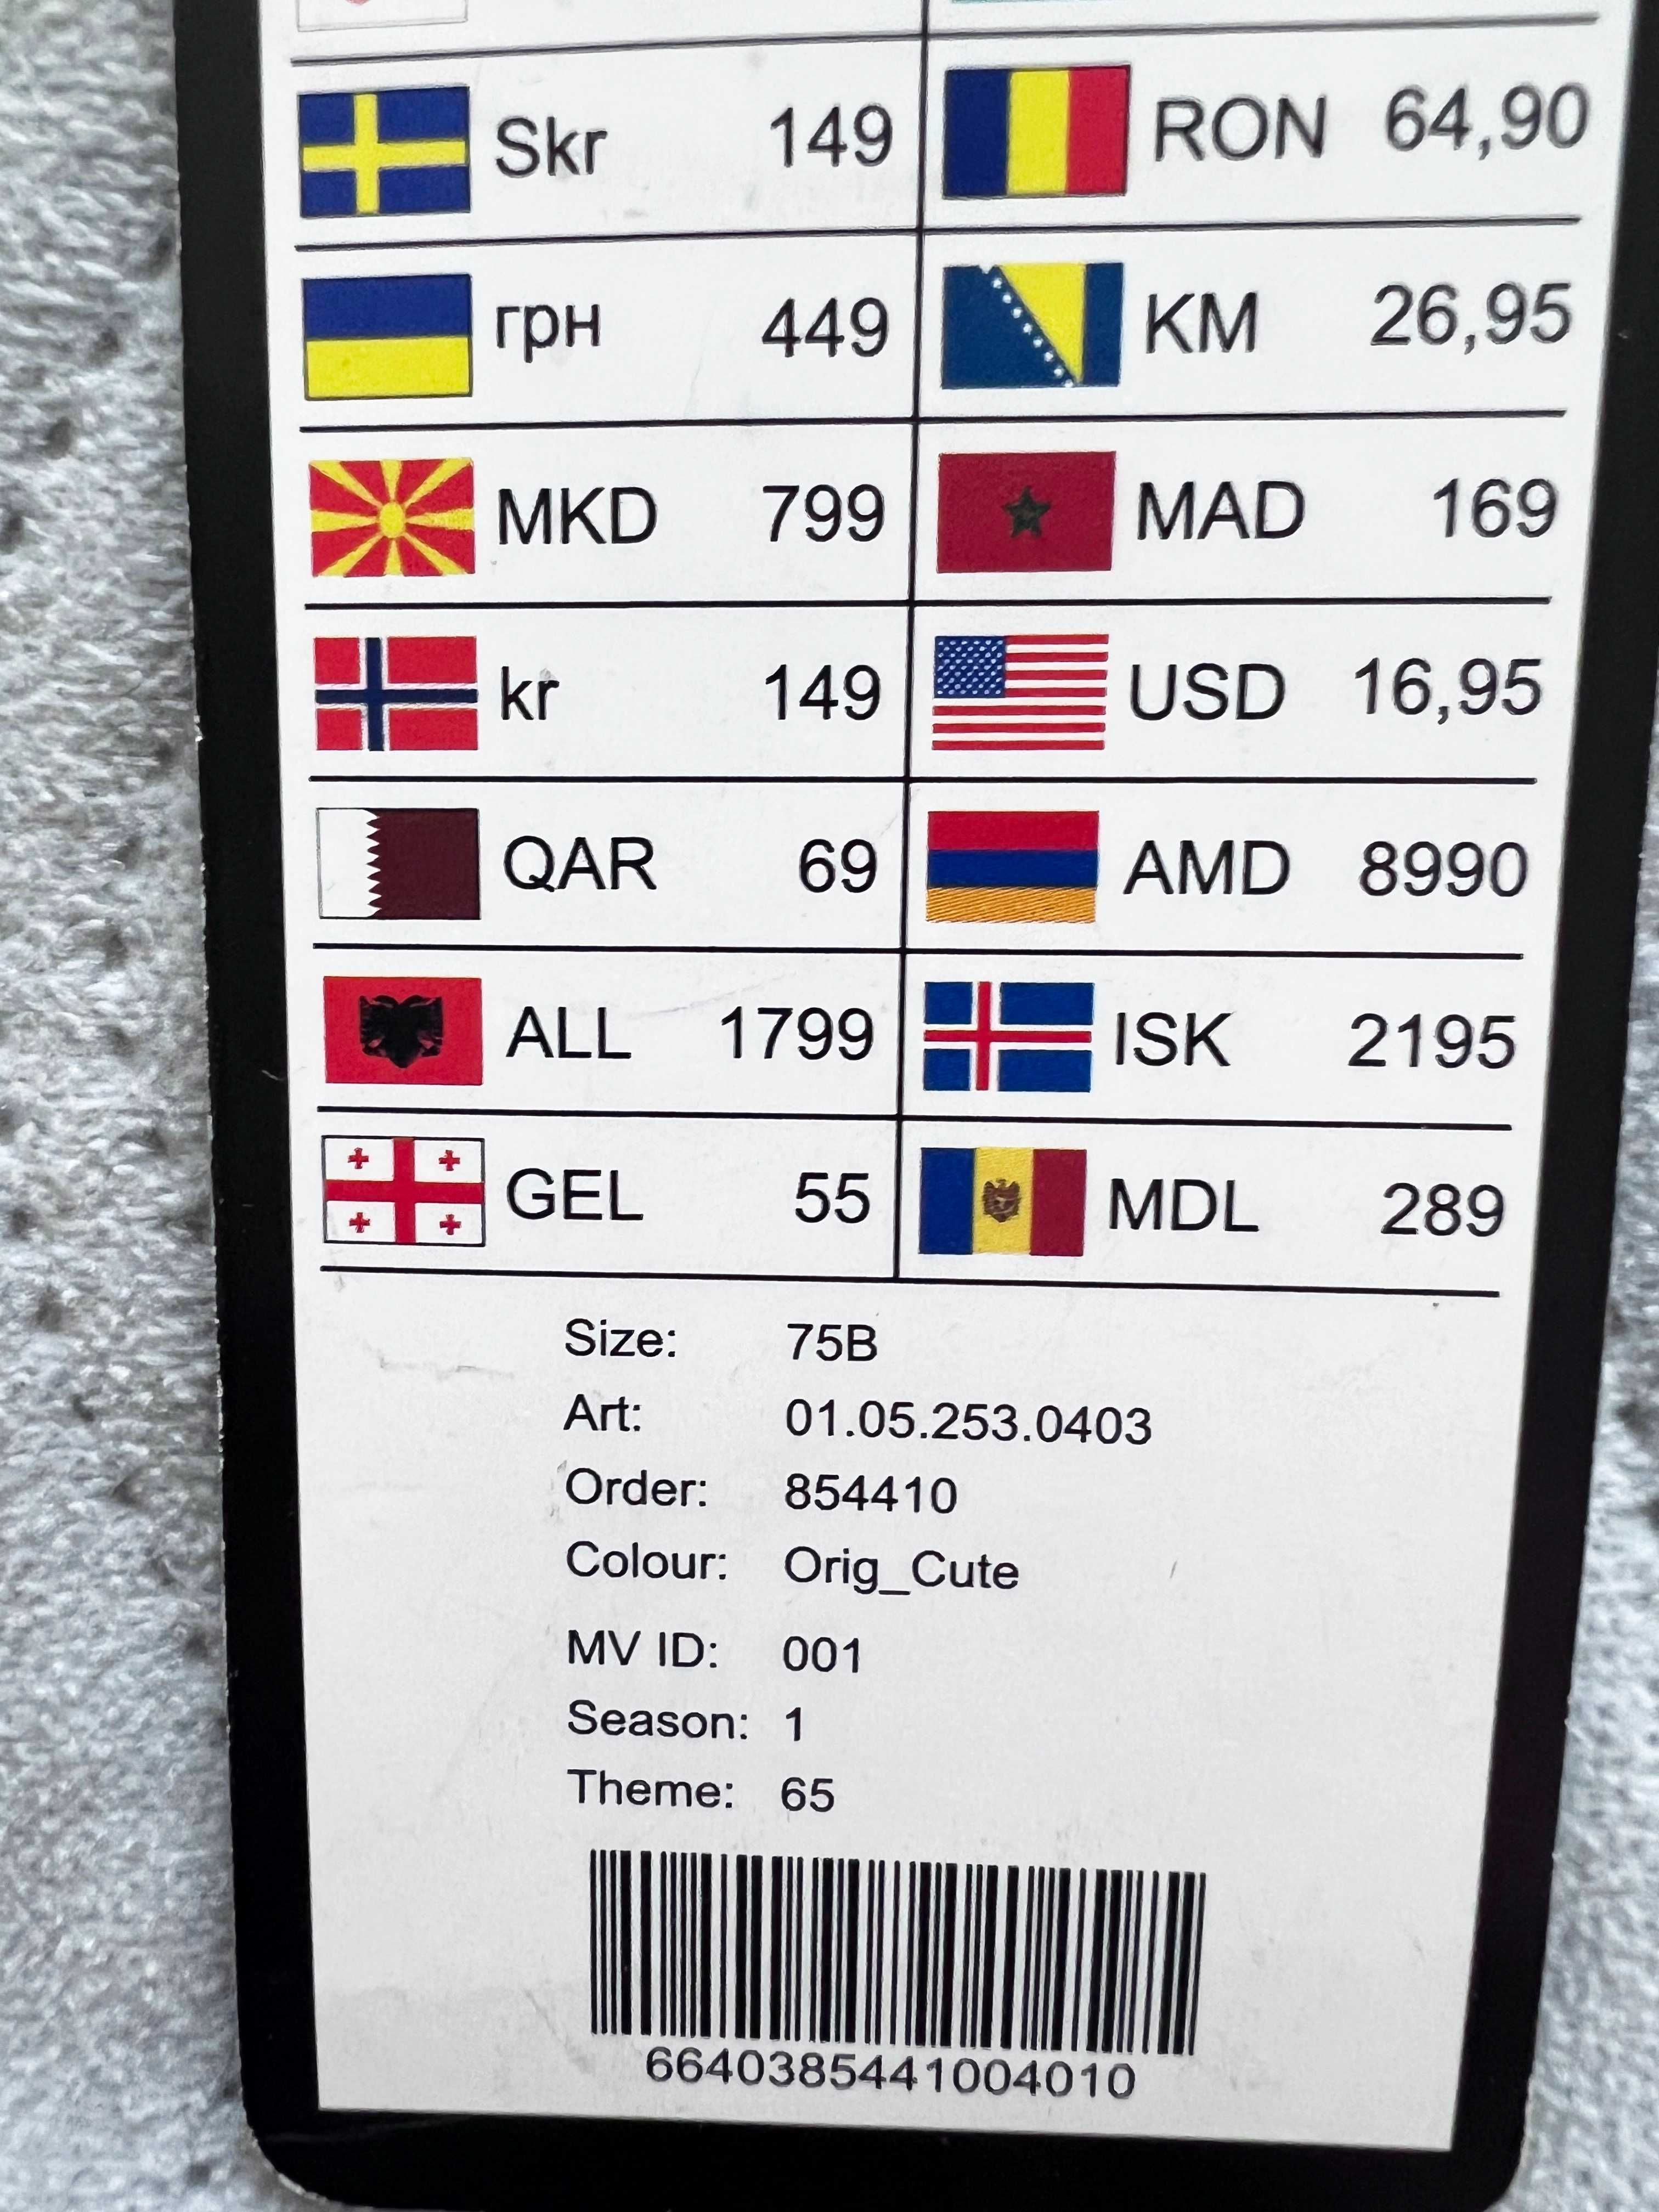 Skr 149 RON 64,90
грн 449 KM 26,95
MKD 799 MAD 169
kr 149 USD 16,95
QAR 69 AMD 8990
ALL 1799 ISK 2195
GEL 55 MDL 289
Size: 75B
Art: 01.05.253.0403
Order: 854410
Colour: Orig_Cute
MV ID: 001
Season: 1
Theme: 65
6640385441004010